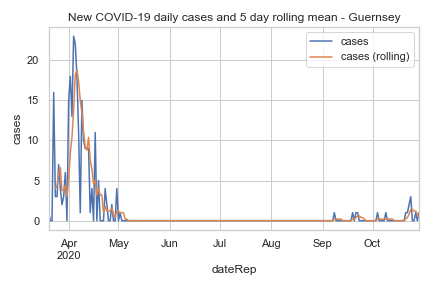 New COVID-19 daily cases and 5 day rolling mean - Guernsey
cases
cases (rolling)
20
15
10
5
0
cases
Apr
2020
May
Jun
Jul
Aug
Sep
Oct
dateRep